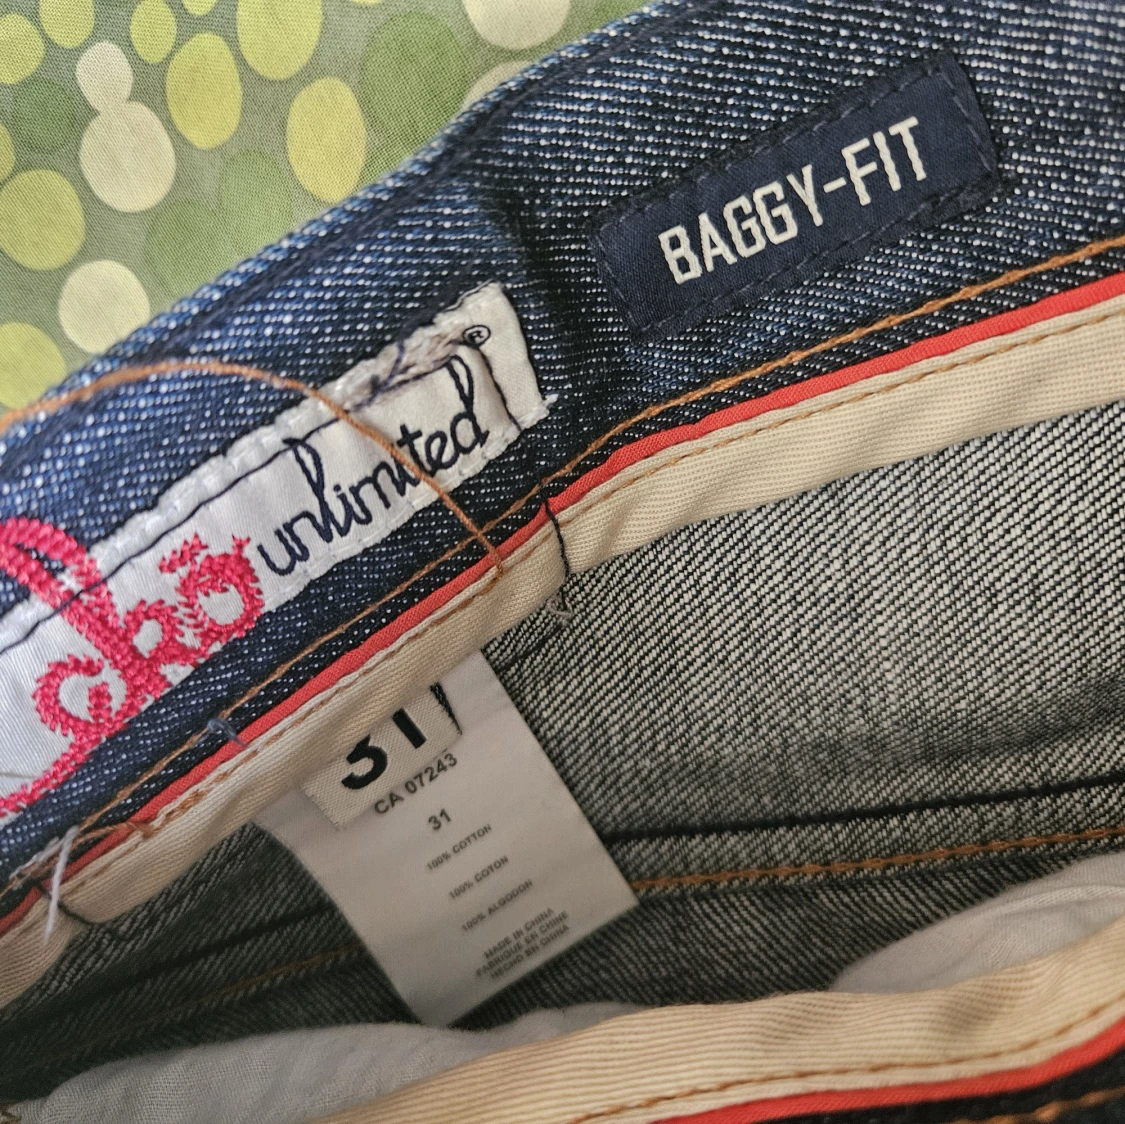 BAGGY-FIT
eckō unlimited ®
31
CA 07243
31
100% COTTON
100% COTON
100% ALGODON
MADE IN CHINA
FABRIQUE EN CHINE
HECHO EN CHINA